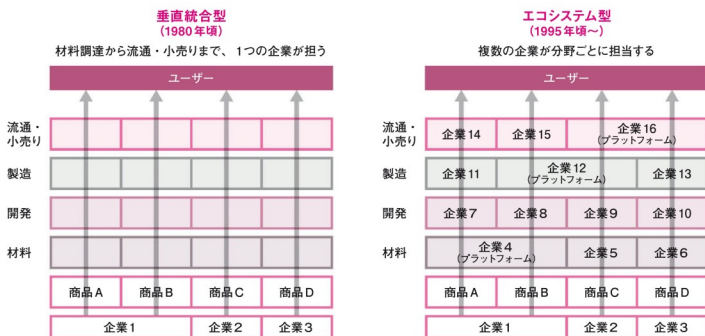 垂直統合型
(1980年頃)
材料調達から流通・小売りまで、1つの企業が担う
ユーザー
流通・
小売り
製造
開発
材料
商品A 商品B 商品C 商品D
企業1 企業2 企業3
エコシステム型
(1995年頃〜)
複数の企業が分野ごとに担当する
ユーザー
流通・
小売り
企業14 企業15 企業16
(プラットフォーム)
製造
企業11 企業12 企業13
(プラットフォーム)
開発
企業7 企業8 企業9 企業10
材料
企業4 企業5 企業6
(プラットフォーム)
商品A 商品B 商品C 商品D
企業1 企業2 企業3